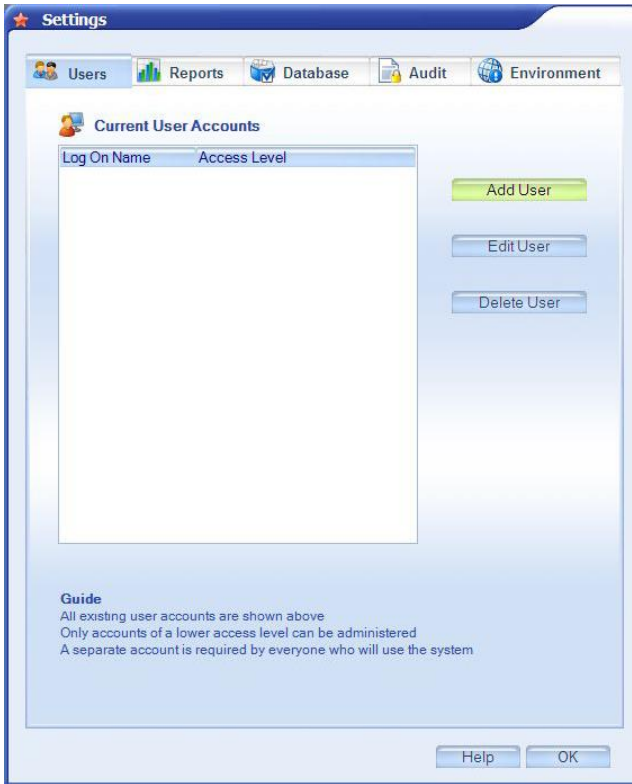 Settings
Users Reports Database Audit Environment
Current User Accounts
Log On Name Access Level
Add User
Edit User
Delete User
Guide
All existing user accounts are shown above
Only accounts of a lower access level can be administered
A separate account is required by everyone who will use the system
Help OK